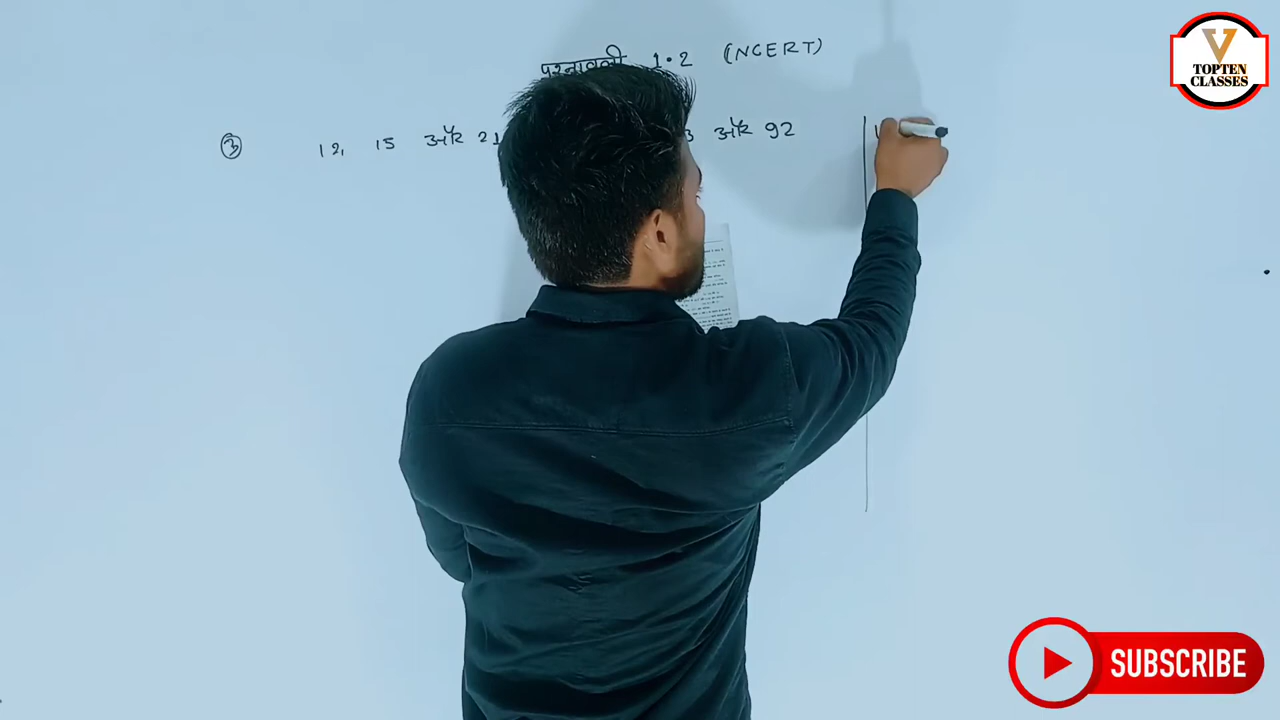 प्रश्नावली 1.2 (NCERT)
③ 12, 15 और 21 और 92
TOPTEN
CLASSES
SUBSCRIBE